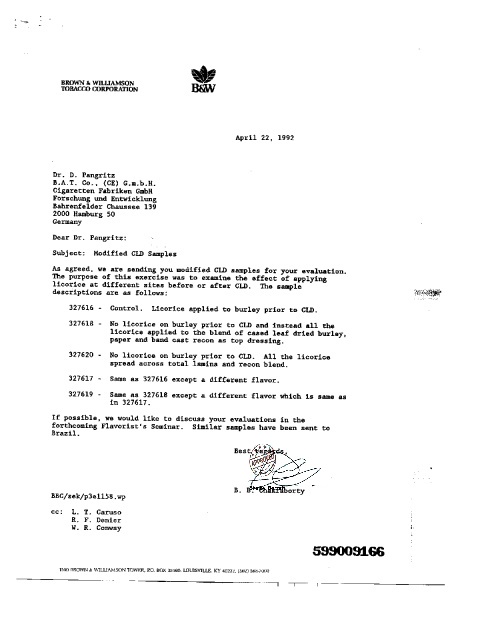 BROWN & WILLIAMSON
TOBACCO CORPORATION
B&W
April 22, 1992
Dr. D. Pangritz
B.A.T. Co., (CE) G.m.b.H.
Cigaretten Fabriken GmbH
Forschung und Entwicklung
Bahrenfelder Chaussee 139
2000 Hamburg 50
Germany
Dear Dr. Pangritz:
Subject: Modified CLD Samples
As agreed, we are sending you modified CLD samples for your evaluation.
The purpose of this exercise was to examine the effect of applying
licorice at different sites before or after CLD. The sample
descriptions are as follows:
327616 - Control. Licorice applied to burley prior to CLD.
327618 - No licorice on burley prior to CLD and instead all the
licorice applied to the blend of cased leaf dried burley,
paper and band cast recon as top dressing.
327620 - No licorice on burley prior to CLD. All the licorice
spread across total lamina and recon blend.
327617 - Same as 327616 except a different flavor.
327619 - Same as 327618 except a different flavor which is same as
in 327617.
If possible, we would like to discuss your evaluations in the
forthcoming Flavorist's Seminar. Similar samples have been sent to
Brazil.
Best regards,
B. B. Chakraborty
BBC/sek/p3e1158.wp
cc: L. T. Caruso
R. F. Denier
W. R. Conway
599009166
1500 BROWN & WILLIAMSON TOWER, P.O. BOX 35090, LOUISVILLE, KY 40232, (502) 568-7000